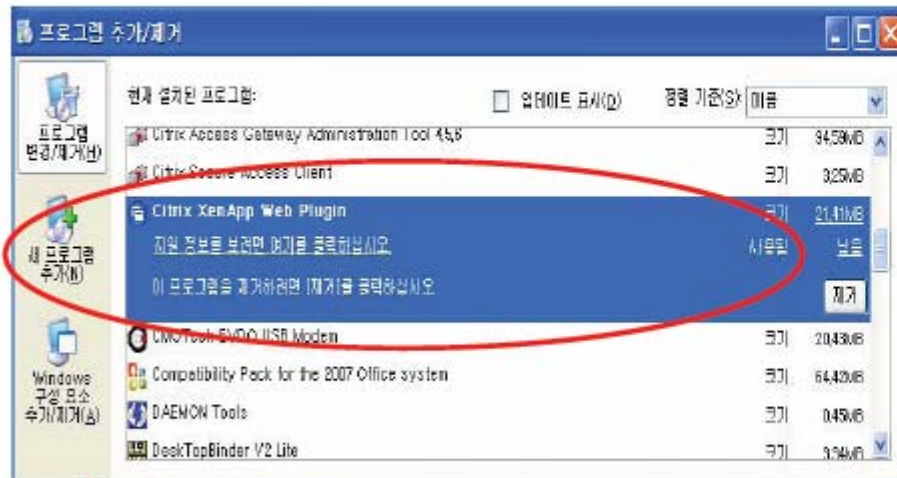 프로그램 추가/제거
현재 설치된 프로그램:
업데이트 표시(D)
정렬 기준(S): 이름
프로그램
변경/제거(H)
새 프로그램
추가(N)
Windows
구성 요소
추가/제거(A)
Citrix Access Gateway Administration Tool 4.5.6 크기 94.59MB
Citrix Secure Access Client 크기 3.25MB
Citrix XenApp Web Plugin 크기 21.41MB
지원 정보를 보려면 여기를 클릭하십시오. 사용됨 낮음
이 프로그램을 제거하려면 [제거]를 클릭하십시오. 제거
CMOTech EVDO USB Modem 크기 20.43MB
Compatibility Pack for the 2007 Office system 크기 64.42MB
DAEMON Tools 크기 0.45MB
DeskTopBinder V2 Lite 크기